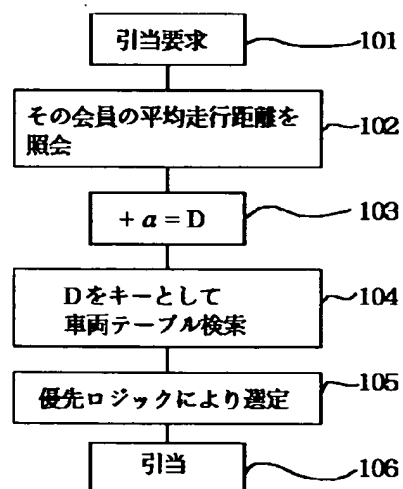 引当要求
101
その会員の平均走行距離を
照会
102
+ a = D
103
Dをキーとして
車両テーブル検索
104
優先ロジックにより選定
105
引当
106